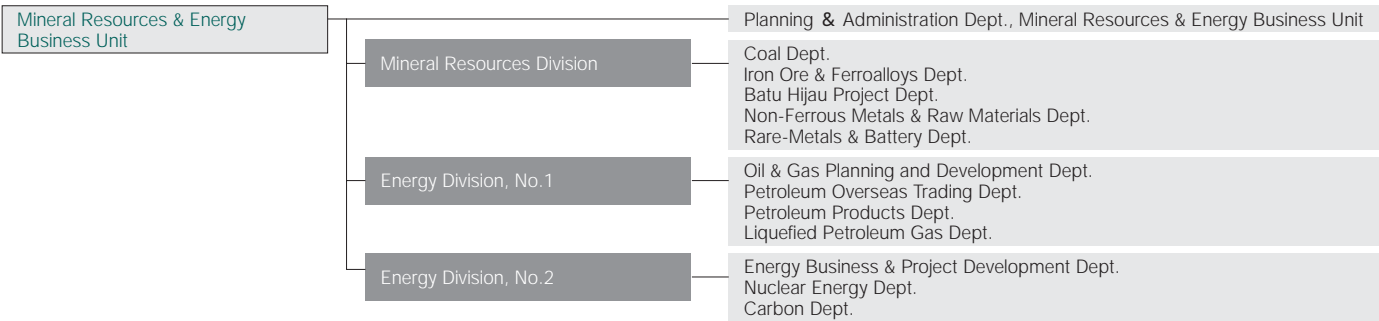 Mineral Resources & Energy
Business Unit
Planning & Administration Dept., Mineral Resources & Energy Business Unit
Mineral Resources Division
Coal Dept.
Iron Ore & Ferroalloys Dept.
Batu Hijau Project Dept.
Non-Ferrous Metals & Raw Materials Dept.
Rare-Metals & Battery Dept.
Energy Division, No.1
Oil & Gas Planning and Development Dept.
Petroleum Overseas Trading Dept.
Petroleum Products Dept.
Liquefied Petroleum Gas Dept.
Energy Division, No.2
Energy Business & Project Development Dept.
Nuclear Energy Dept.
Carbon Dept.